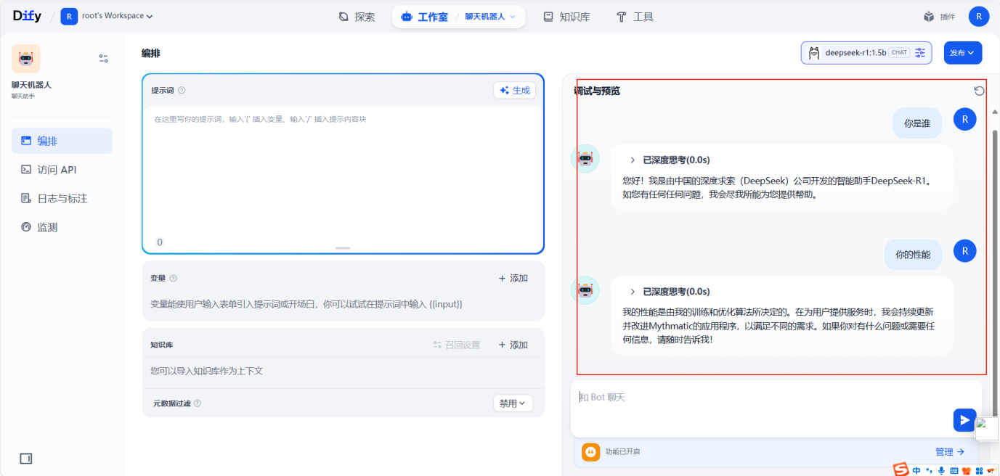 Dify / R root's Workspace
探索
工作室 / 聊天机器人
知识库
工具
插件
R
聊天机器人
聊天助手
编排
访问 API
日志与标注
监测
编排
deepseek-r1:1.5b CHAT
发布
提示词
生成
在这里写你的提示词，输入'{' 插入变量、输入'/' 插入提示内容块
0
变量
+ 添加
变量能使用户输入表单引入提示词或开场白，你可以试试在提示词中输入 {{input}}
知识库
召回设置
+ 添加
您可以导入知识库作为上下文
元数据过滤
禁用
调试与预览
你是谁
R
已深度思考(0.0s)
您好！我是由中国的深度求索（DeepSeek）公司开发的智能助手DeepSeek-R1。
如您有任何任何问题，我会尽我所能为您提供帮助。
你的性能
R
已深度思考(0.0s)
我的性能是由我的训练和优化算法所决定的。在为用户提供服务时，我会持续更新
并改进Mythmatic的应用程序，以满足不同的需求。如果你对有什么问题或需要任
何信息，请随时告诉我！
和 Bot 聊天
功能已开启
管理 →
S 中